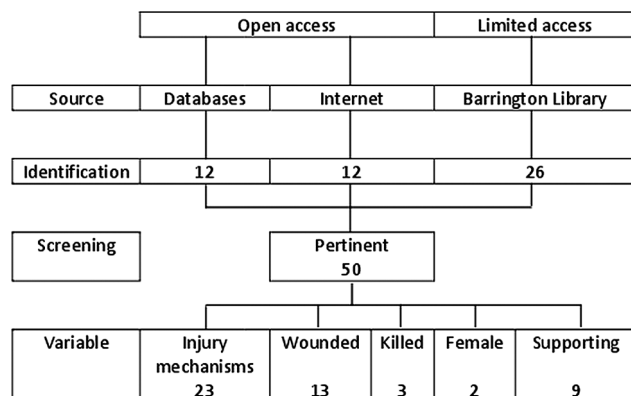 Open access Limited access
Source Databases Internet Barrington Library
Identification 12 12 26
Screening Pertinent
50
Variable Injury Wounded Killed Female Supporting
mechanisms
23 13 3 2 9